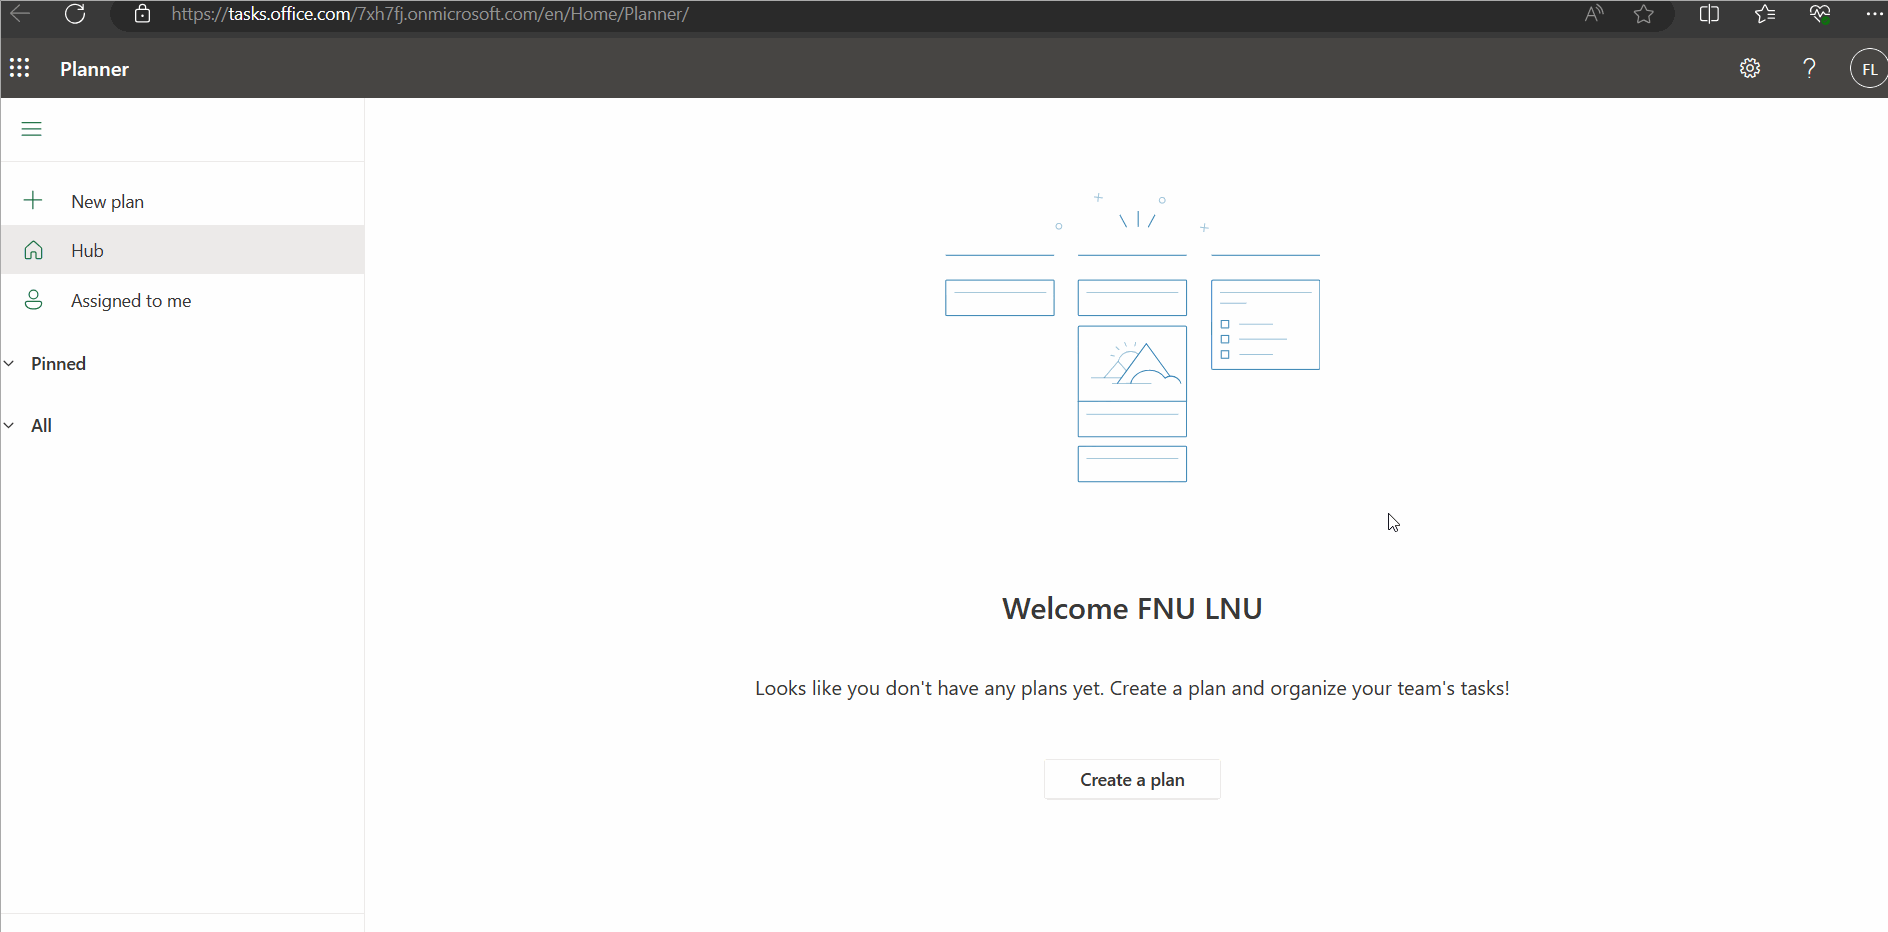 https://tasks.office.com/7xh7fj.onmicrosoft.com/en/Home/Planner/
Planner
FL
New plan
Hub
Assigned to me
Pinned
All
Welcome FNU LNU
Looks like you don't have any plans yet. Create a plan and organize your team's tasks!
Create a plan